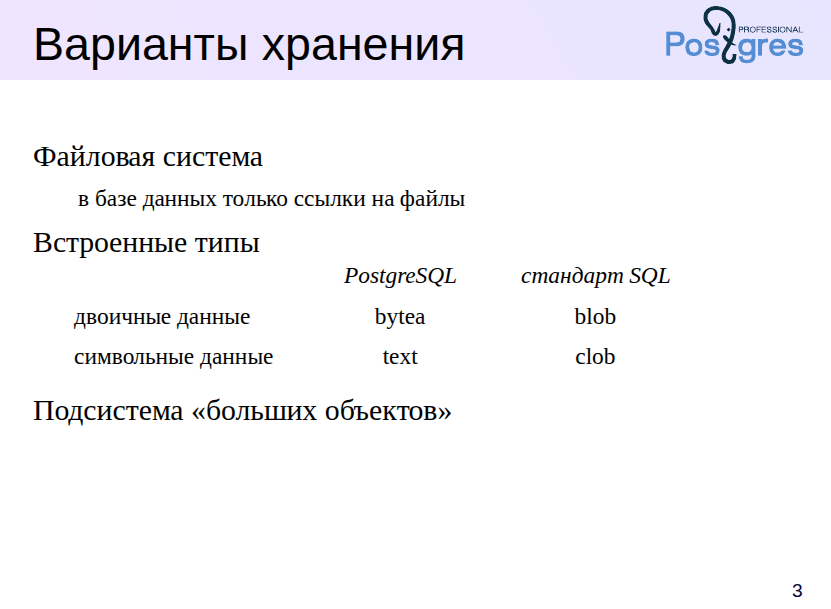 Варианты хранения
PROFESSIONAL
Postgres
Файловая система
в базе данных только ссылки на файлы
Встроенные типы
PostgreSQL стандарт SQL
двоичные данные bytea blob
символьные данные text clob
Подсистема «больших объектов»
3